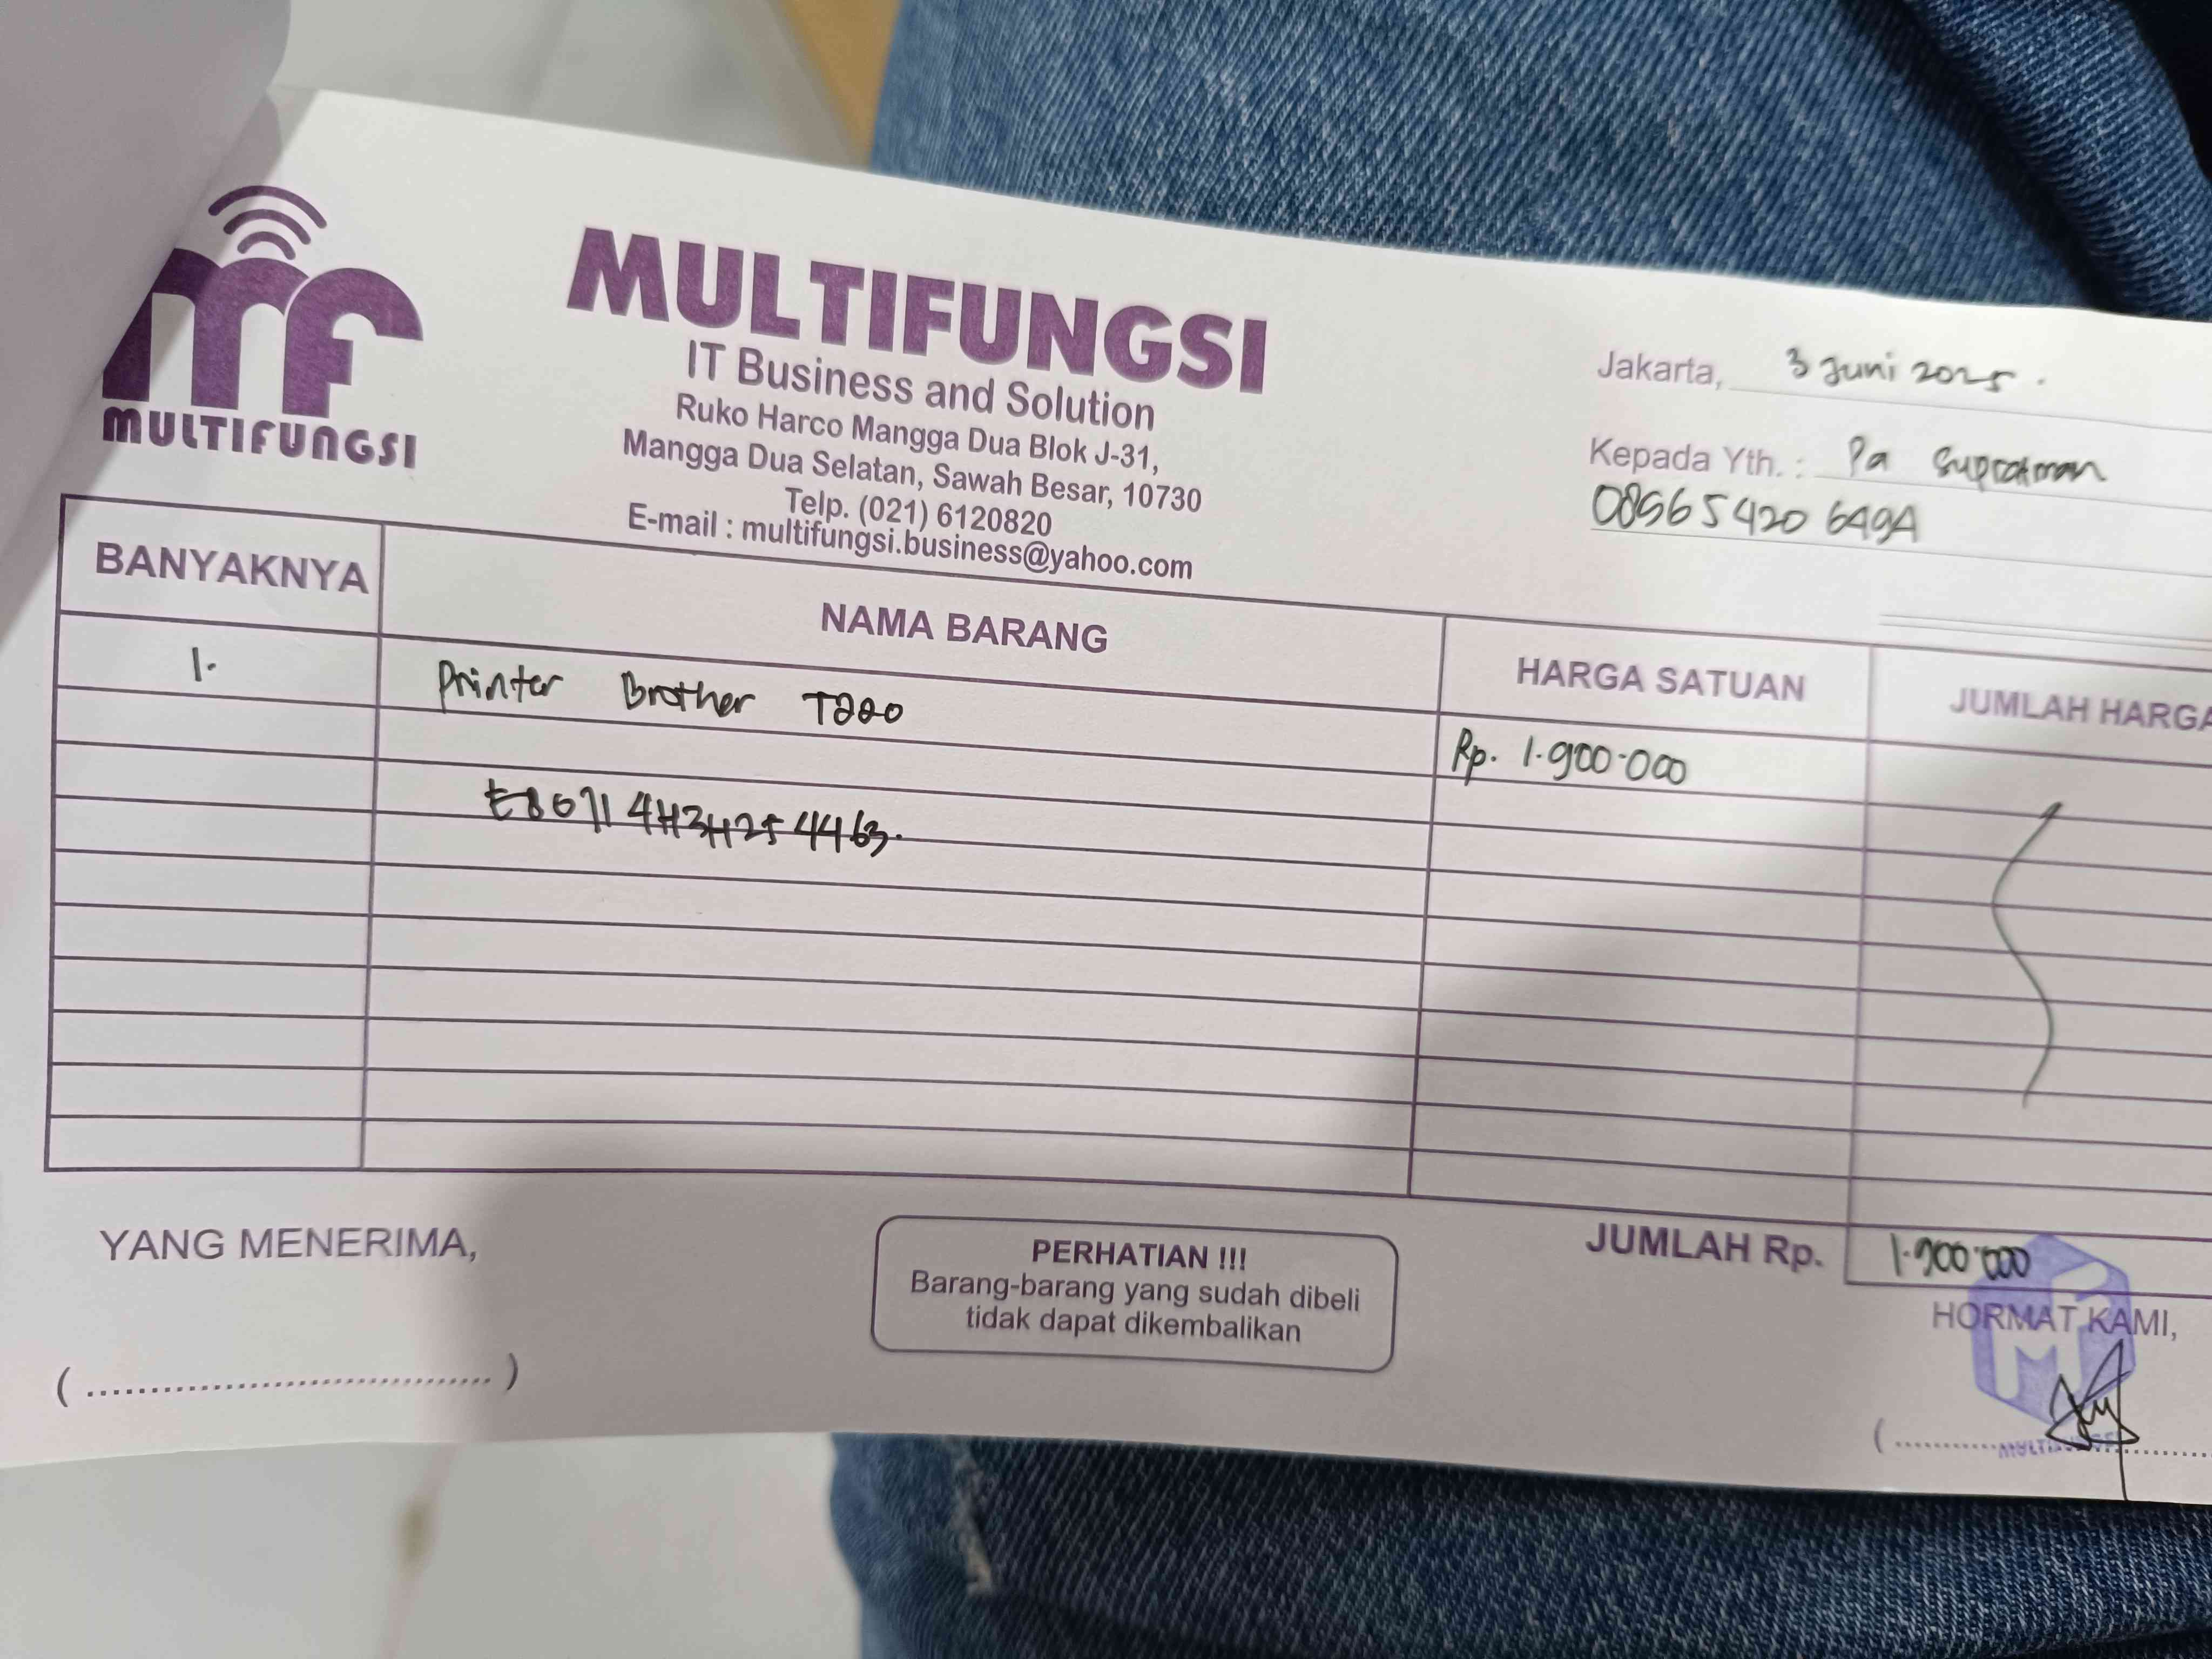 MULTIFUNGSI
MULTIFUNGSI
IT Business and Solution
Ruko Harco Mangga Dua Blok J-31,
Mangga Dua Selatan, Sawah Besar, 10730
Telp. (021) 6120820
E-mail : multifungsi.business@yahoo.com
Jakarta, 3 Juni 2025.
Kepada Yth. : Pa Supratman
BANYAKNYA NAMA BARANG HARGA SATUAN JUMLAH HARGA
1. Printer Brother T220 Rp. 1.900.000
YANG MENERIMA,
PERHATIAN !!!
Barang-barang yang sudah dibeli
tidak dapat dikembalikan
JUMLAH Rp. 1.900.000
HORMAT KAMI,